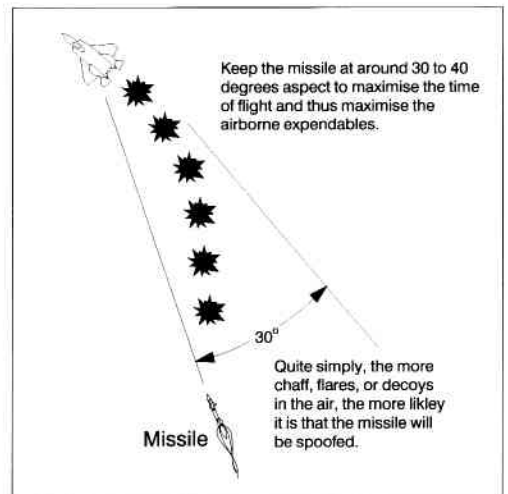 Keep the missile at around 30 to 40
degrees aspect to maximise the time
of flight and thus maximise the
airborne expendables.
30°
Quite simply, the more
chaff, flares, or decoys
in the air, the more likley
it is that the missile will
be spoofed.
Missile